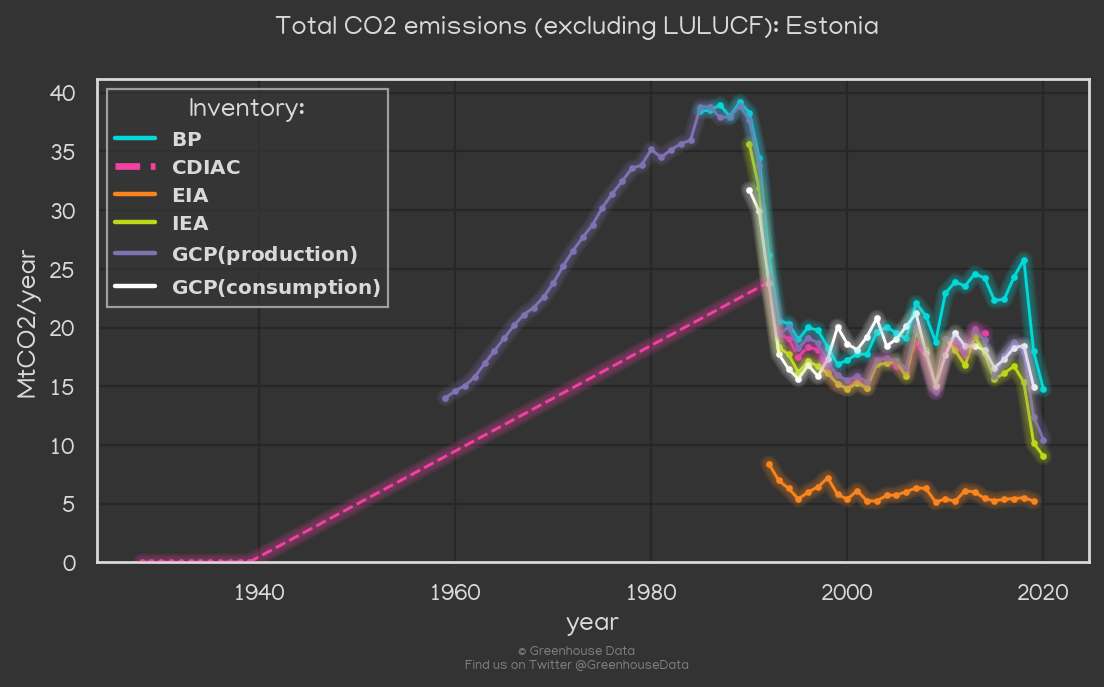 Total CO2 emissions (excluding LULUCF): Estonia
Inventory:
BP
CDIAC
EIA
IEA
GCP(production)
GCP(consumption)
MtCO2/year
40
35
30
25
20
15
10
5
0
1940 1960 1980 2000 2020
year
© Greenhouse Data
Find us on Twitter @GreenhouseData